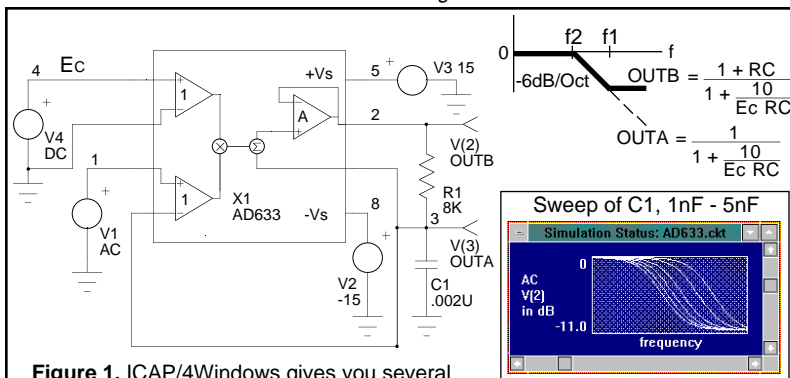 4
EC
V4
DC
1
V1
AC
1
1
X1
AD633
X
Σ
A
+Vs
-Vs
5
V3 15
2
V(2)
OUTB
R1
8K
8
3
V(3)
OUTA
V2
-15
C1
.002U
0
f2
f1
f
-6dB/Oct
OUTB = 1 + RC
1 + 10
Ec RC
OUTA = 1
1 + 10
Ec RC
Sweep of C1, 1nF - 5nF
Simulation Status: AD633.ckt
0
AC
V(2)
in dB
-11.0
frequency
Figure 1. ICAP/4Windows gives you several